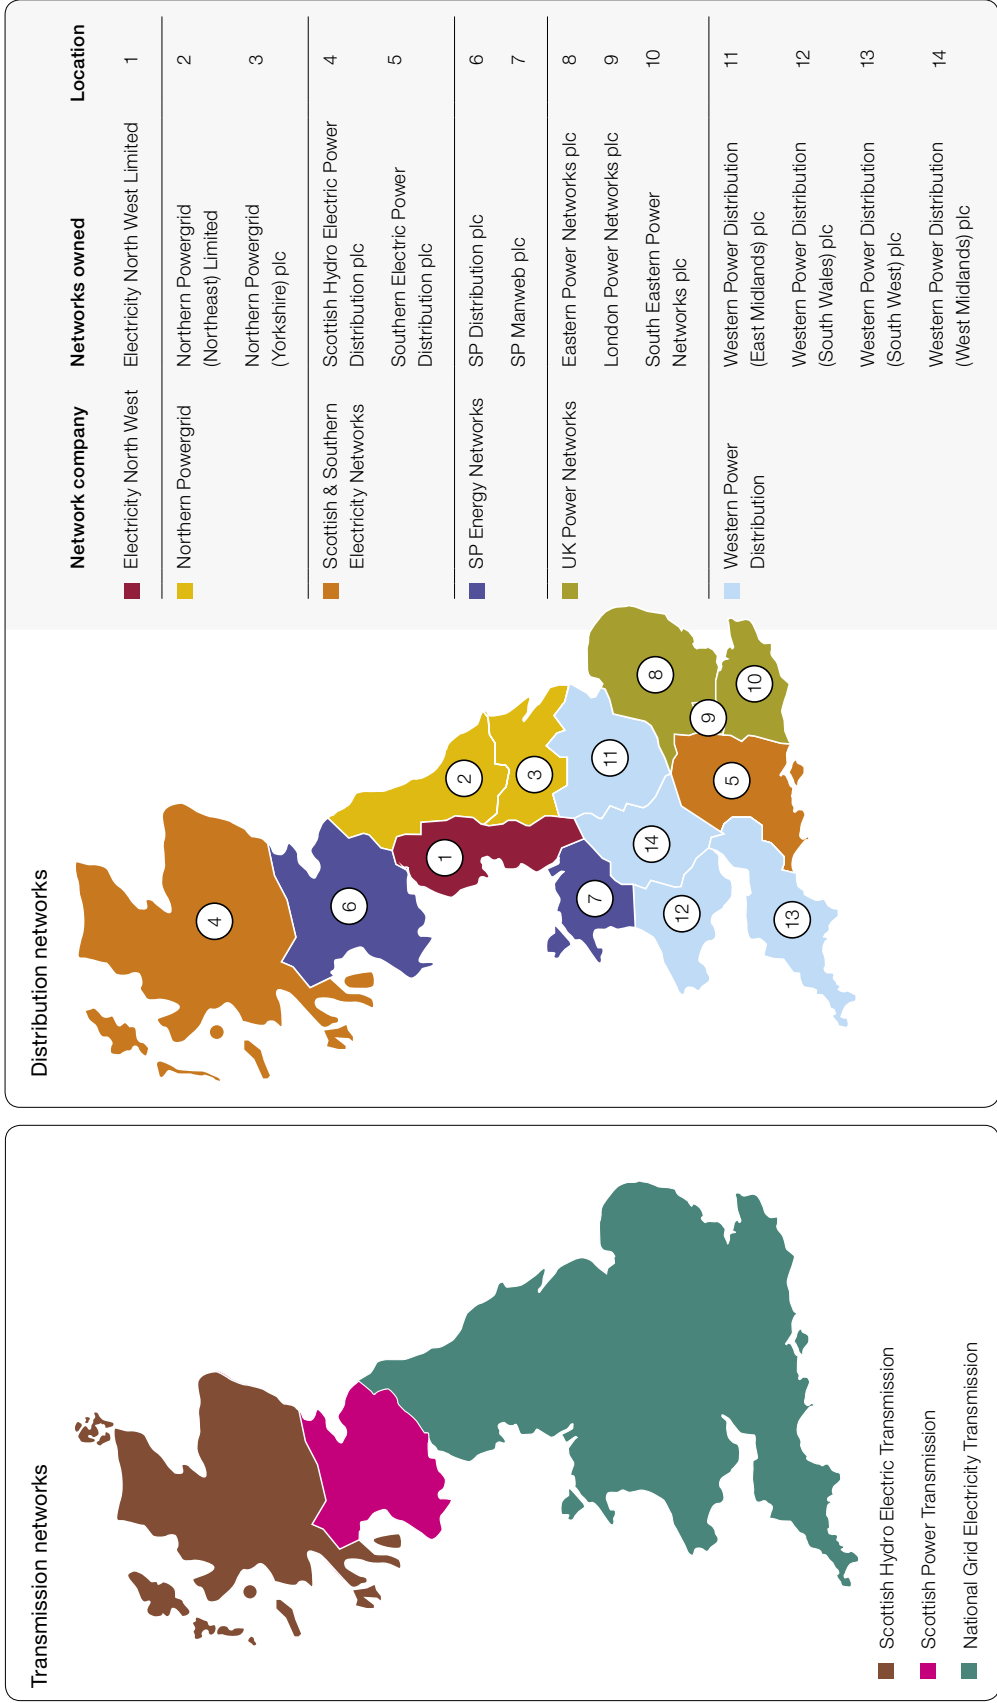 Transmission networks
Scottish Hydro Electric Transmission
Scottish Power Transmission
National Grid Electricity Transmission
Distribution networks
4
6
1
2
3
7
11
14
12
8
9
10
5
13
Network company Networks owned Location
Electricity North West Electricity North West Limited 1
Northern Powergrid Northern Powergrid 2
(Northeast) Limited
Northern Powergrid 3
(Yorkshire) plc
Scottish & Southern Scottish Hydro Electric Power 4
Electricity Networks Distribution plc
Southern Electric Power 5
Distribution plc
SP Energy Networks SP Distribution plc 6
SP Manweb plc 7
UK Power Networks Eastern Power Networks plc 8
London Power Networks plc 9
South Eastern Power 10
Networks plc
Western Power Western Power Distribution 11
Distribution (East Midlands) plc
Western Power Distribution 12
(South Wales) plc
Western Power Distribution 13
(South West) plc
Western Power Distribution 14
(West Midlands) plc